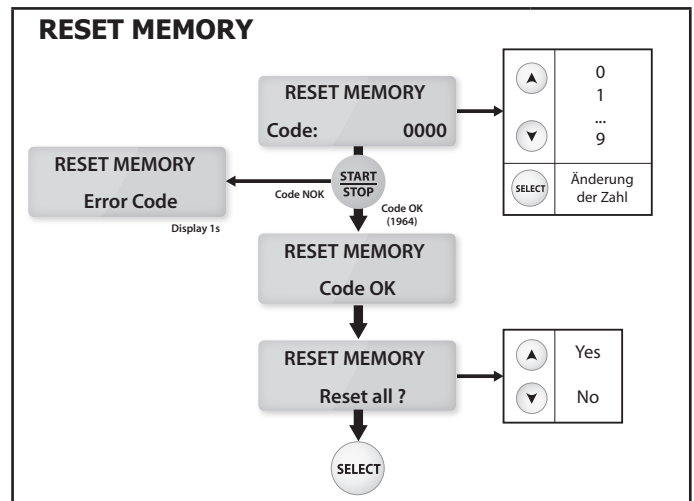 RESET MEMORY
RESET MEMORY
Code: 0000
0
1
...
9
SELECT
Änderung
der Zahl
START
STOP
Code NOK
RESET MEMORY
Error Code
Display 1s
Code OK
(1964)
RESET MEMORY
Code OK
RESET MEMORY
Reset all ?
Yes
No
SELECT